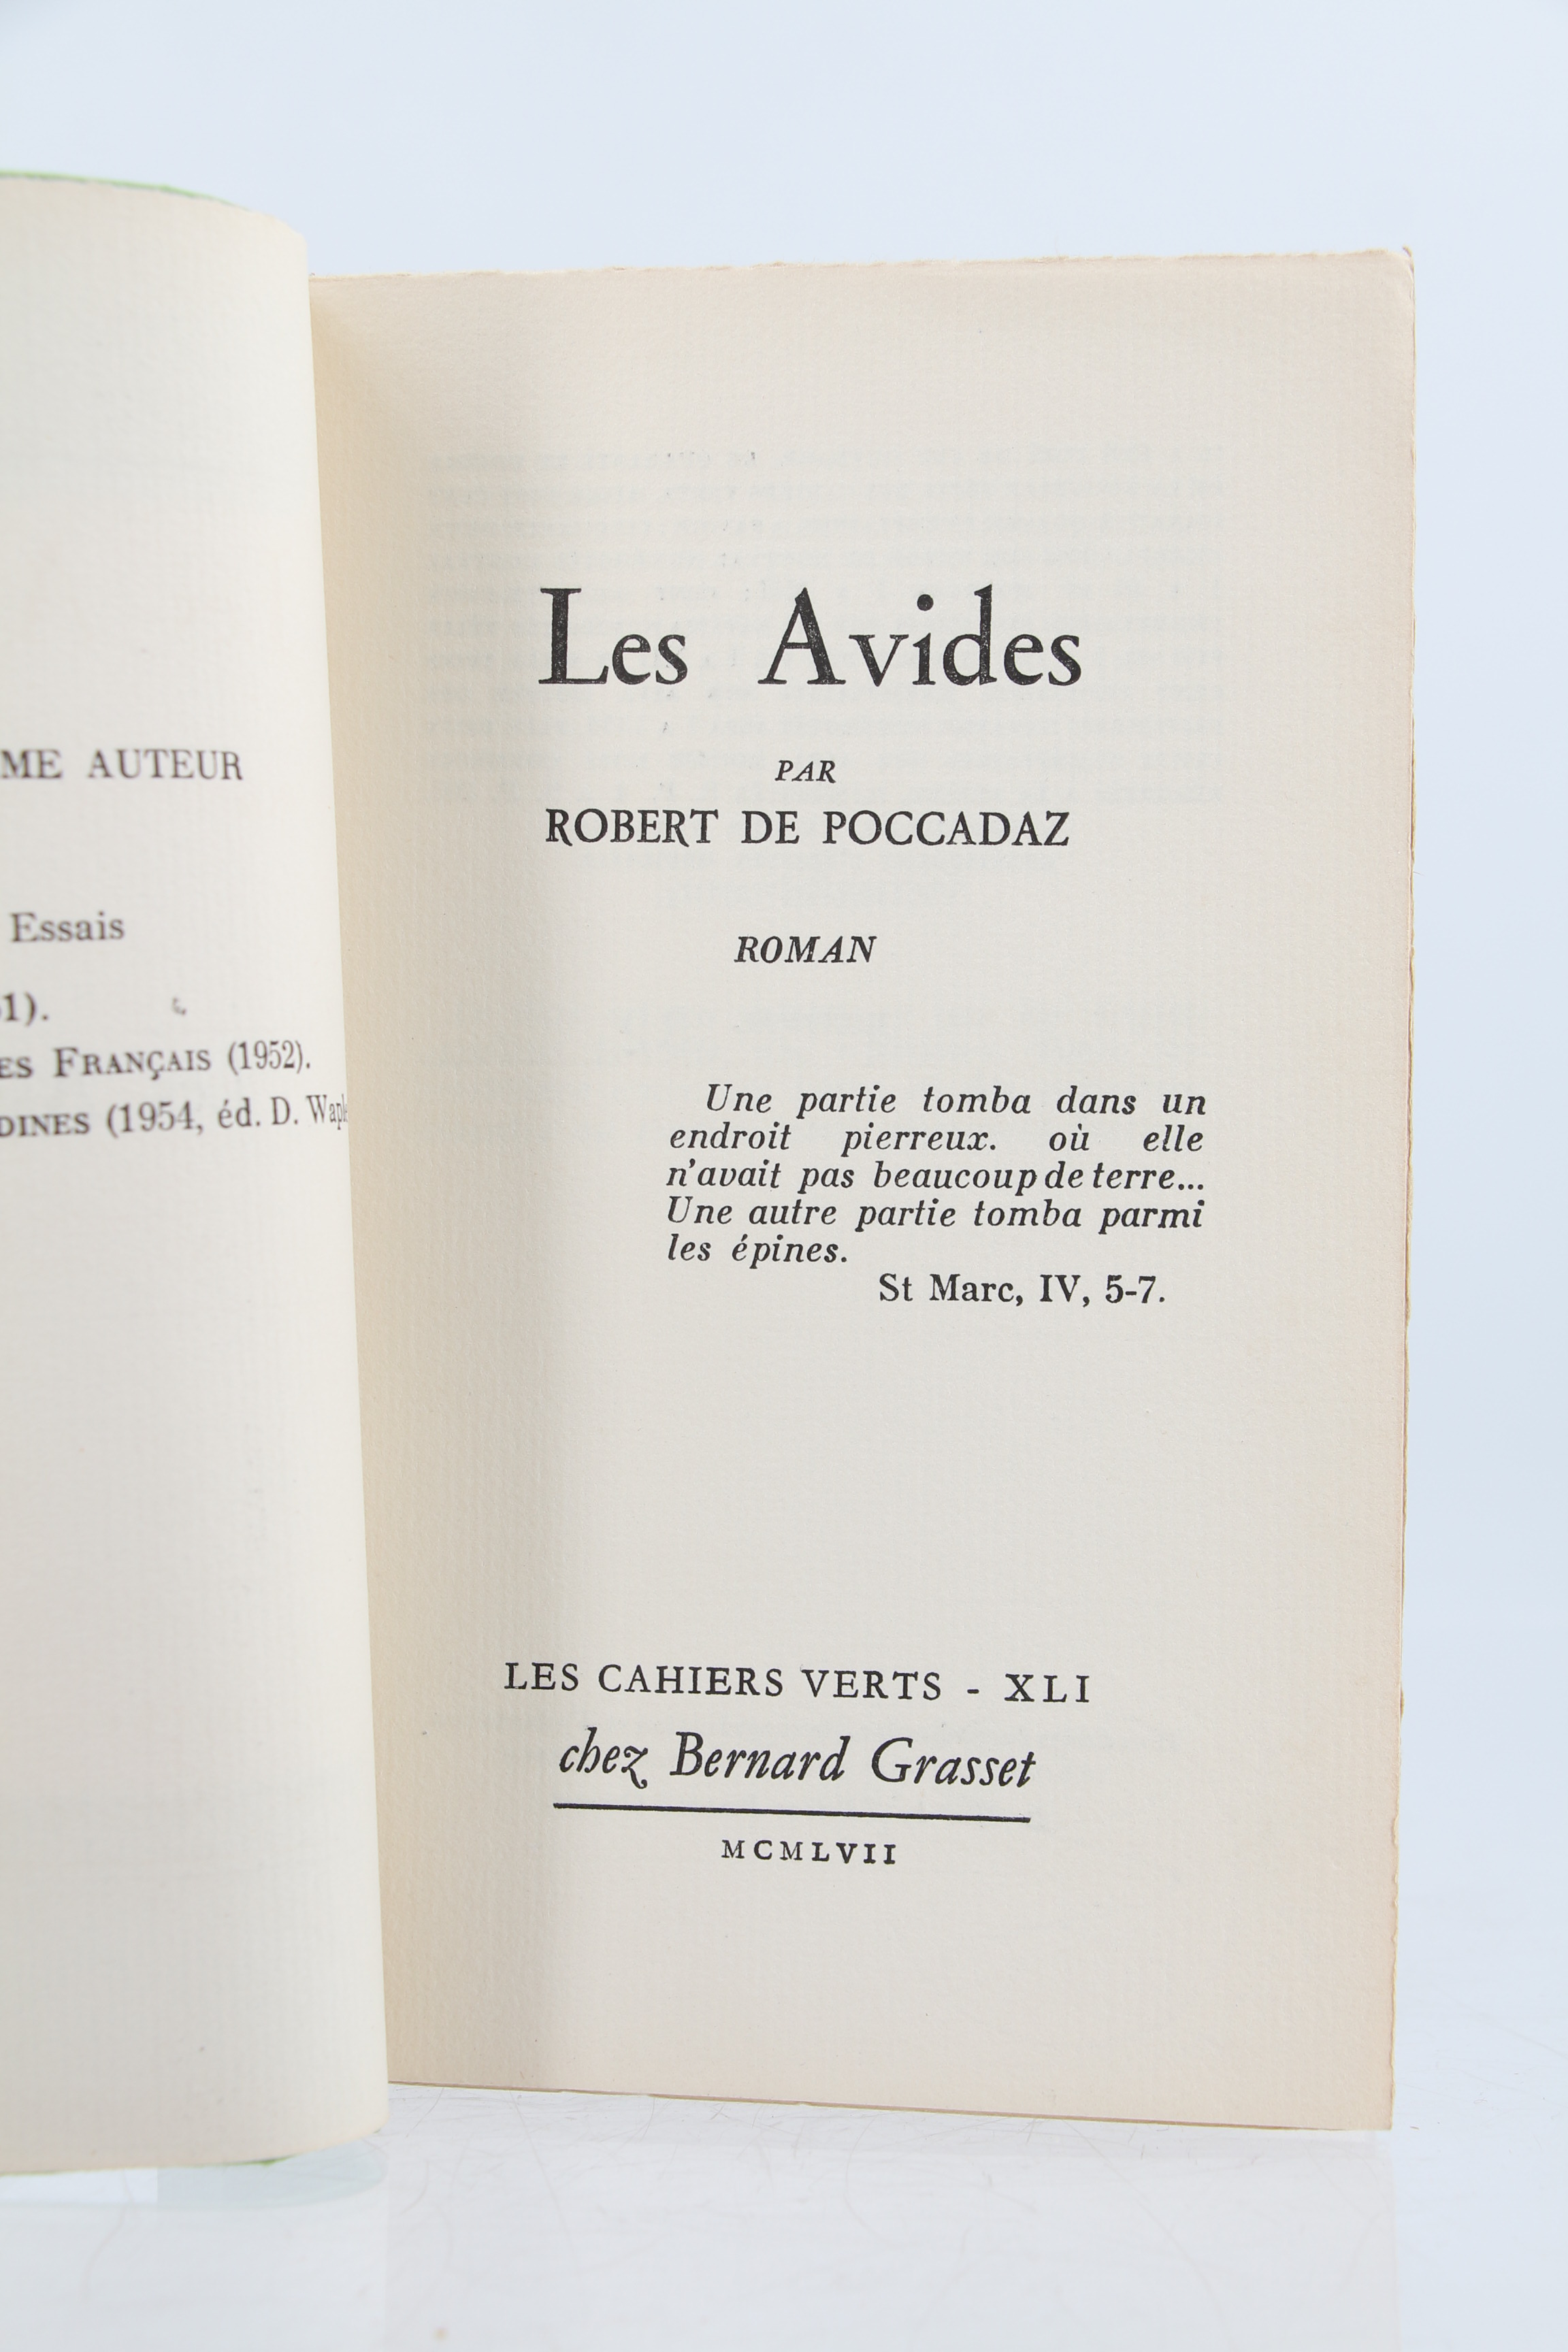 ME AUTEUR
Essais
1).
ES FRANÇAIS (1952).
DINES (1954, éd. D.
Les Avides
PAR
ROBERT DE POCCADAZ
ROMAN
Une partie tomba dans un
endroit pierreux. où elle
n'avait pas beaucoup de terre...
Une autre partie tomba parmi
les épines.
St Marc, IV, 5-7.
LES CAHIERS VERTS - XLI
chez Bernard Grasset
MCMLVII